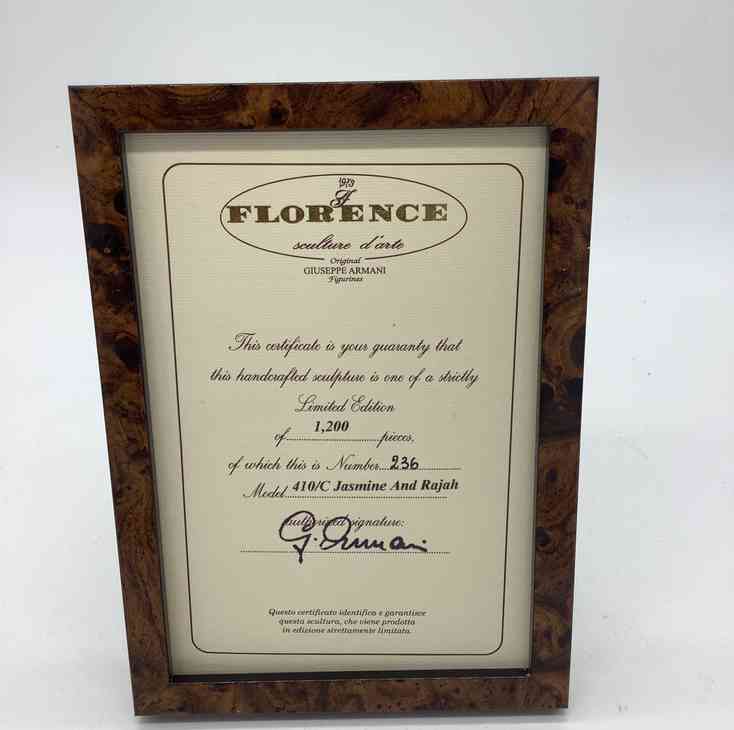 1973
FLORENCE
sculture d'arte
Original
GIUSEPPE ARMANI
Figurines
This certificate is your guaranty that
this handcrafted sculpture is one of a strictly
Limited Edition
of 1,200 pieces,
of which this is Number 236
Model 410/C Jasmine And Rajah
authorized signature:
G. Armani
Questo certificato identifica e garantisce
questa scultura, che viene prodotta
in edizione strettamente limitata.